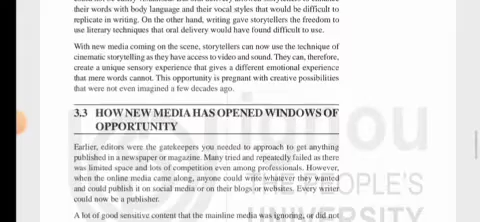 their words with body language and their vocal styles that would be difficult to
replicate in writing. On the other hand, writing gave storytellers the freedom to
use literary techniques that oral delivery would have found difficult to use.
With new media coming on the scene, storytellers can now use the technique of
cinematic storytelling as they have access to video and sound. They can, therefore,
create a unique sensory experience that gives a different emotional experience
that mere words cannot. This opportunity is pregnant with creative possibilities
that were not even imagined a few decades ago.
3.3 HOW NEW MEDIA HAS OPENED WINDOWS OF
OPPORTUNITY
Earlier, editors were the gatekeepers you needed to approach to get anything
published in a newspaper or magazine. Many tried and repeatedly failed as there
was limited space and lots of competition even among professionals. However,
when the online media came along, anyone could write whatever they wanted
and could publish it on social media or on their blogs or websites. Every writer
could now be a publisher.
A lot of good sensitive content that the mainline media was ignoring, or did not
ignou
THE PEOPLE'S
UNIVERSITY